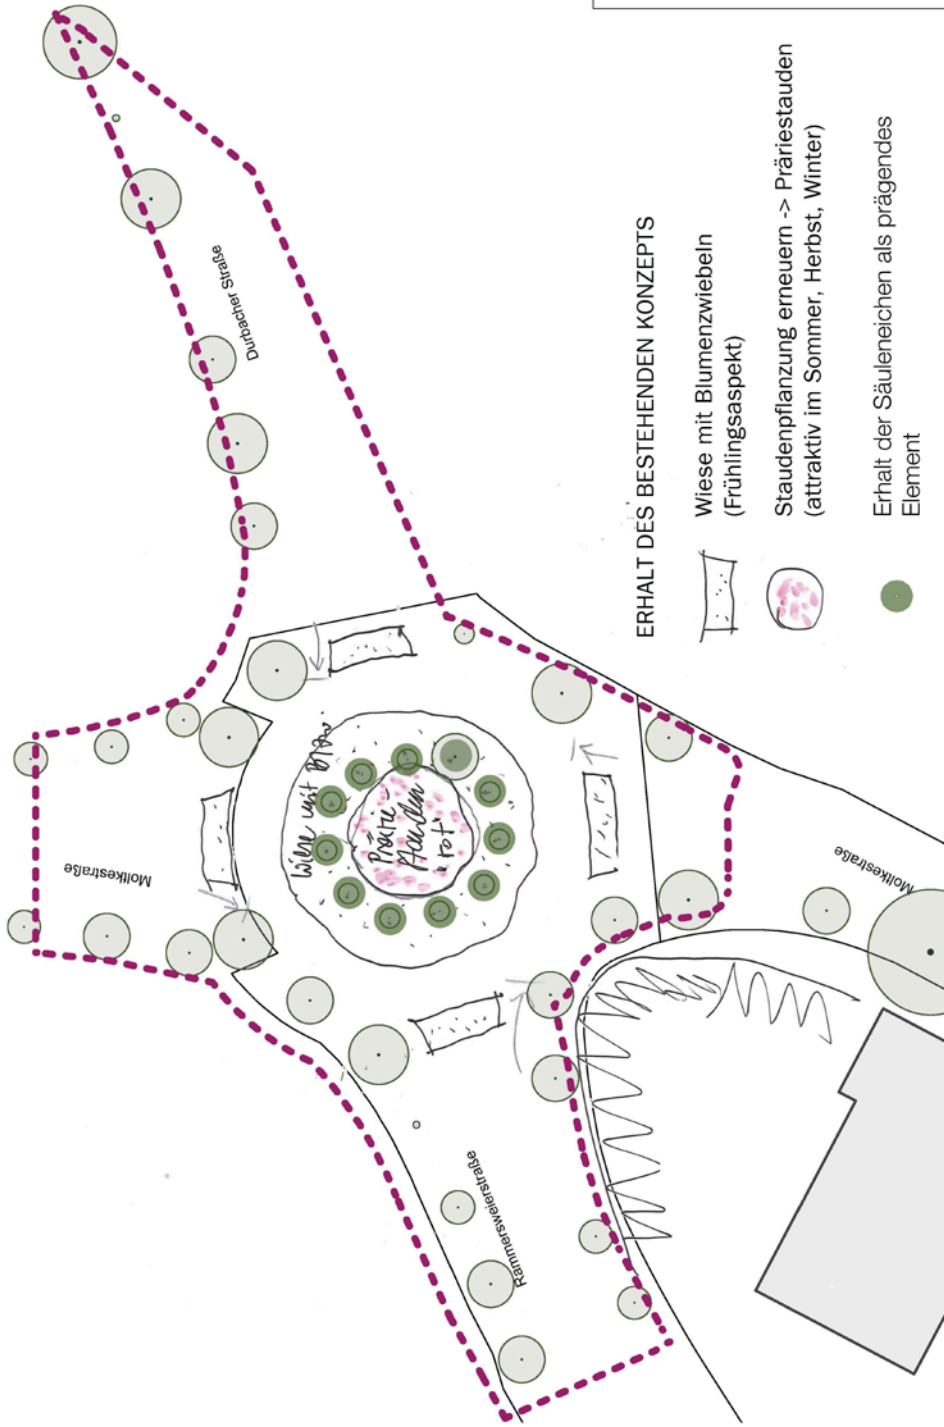 Durbacher Straße
Moltkestraße
Wiese mit Blzw.
Prärie-
stauden
"rot"
Rammersweierstraße
Moltkestraße
ERHALT DES BESTEHENDEN KONZEPTS
Wiese mit Blumenzwiebeln
(Frühlingsaspekt)
Staudenpflanzung erneuern -> Präriestauden
(attraktiv im Sommer, Herbst, Winter)
Erhalt der Säuleneichen als prägendes
Element